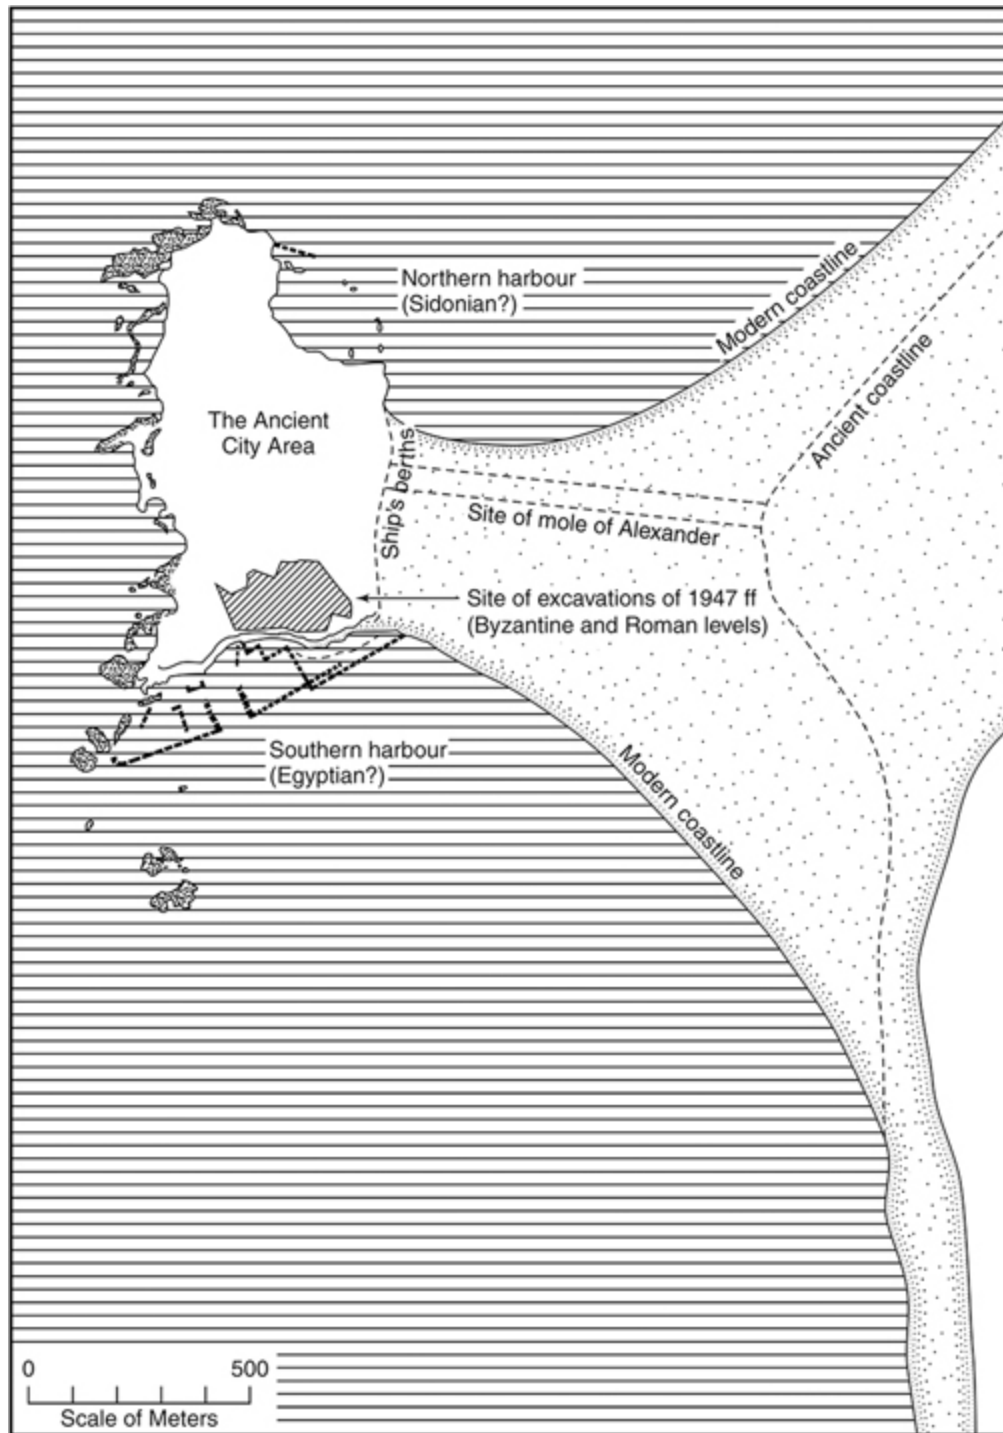 Northern harbour
(Sidonian?)
Modern coastline
Ancient coastline
The Ancient
City Area
Ship's berths
Site of mole of Alexander
Site of excavations of 1947 ff
(Byzantine and Roman levels)
Southern harbour
(Egyptian?)
Modern coastline
0 500
Scale of Meters